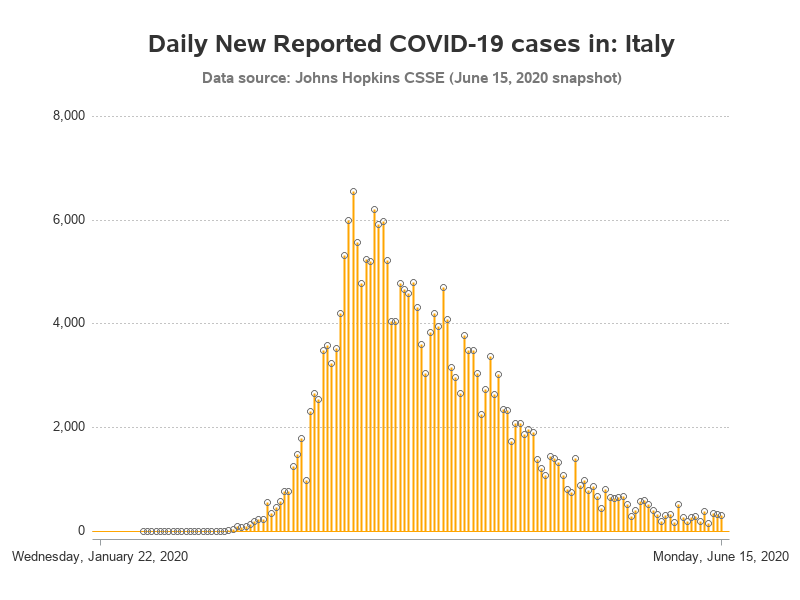 Daily New Reported COVID-19 cases in: Italy
Data source: Johns Hopkins CSSE (June 15, 2020 snapshot)
8,000
6,000
4,000
2,000
0
Wednesday, January 22, 2020
Monday, June 15, 2020